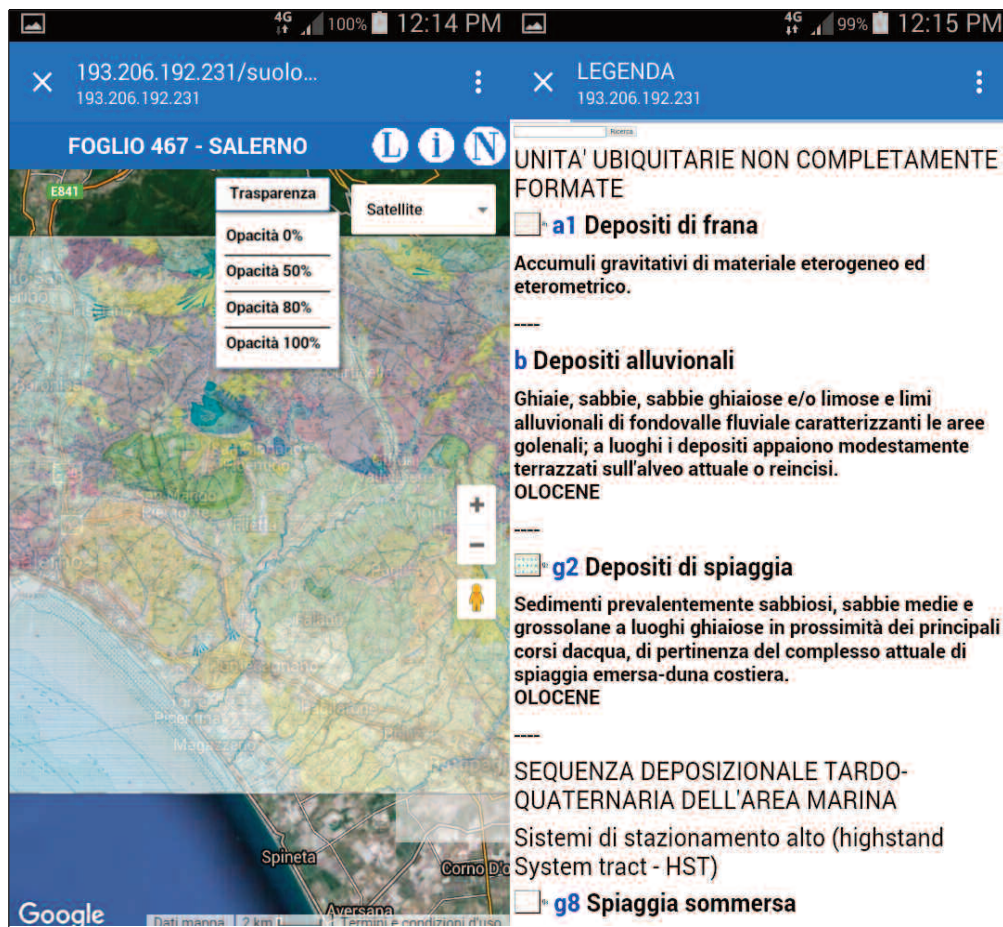 4G 100% 12:14 PM
193.206.192.231/suolo...
193.206.192.231
FOGLIO 467 - SALERNO L i N
E841
Trasparenza
Satellite
Opacità 0%
Opacità 50%
Opacità 80%
Opacità 100%
San Mango
+
−
Magazzeno
Spineta
Corno D'o
Aversana
Google
Dati mappa 2 km Termini e condizioni d'uso
4G 99% 12:15 PM
LEGENDA
193.206.192.231
Ricerca
UNITA' UBIQUITARIE NON COMPLETAMENTE
FORMATE
a1 Depositi di frana
Accumuli gravitativi di materiale eterogeneo ed
eterometrico.
----
b Depositi alluvionali
Ghiaie, sabbie, sabbie ghiaiose e/o limose e limi
alluvionali di fondovalle fluviale caratterizzanti le aree
golenali; a luoghi i depositi appaiono modestamente
terrazzati sull'alveo attuale o reincisi.
OLOCENE
----
g2 Depositi di spiaggia
Sedimenti prevalentemente sabbiosi, sabbie medie e
grossolane a luoghi ghiaiose in prossimità dei principali
corsi dacqua, di pertinenza del complesso attuale di
spiaggia emersa-duna costiera.
OLOCENE
----
SEQUENZA DEPOSIZIONALE TARDO-
QUATERNARIA DELL'AREA MARINA
Sistemi di stazionamento alto (highstand
System tract - HST)
g8 Spiaggia sommersa